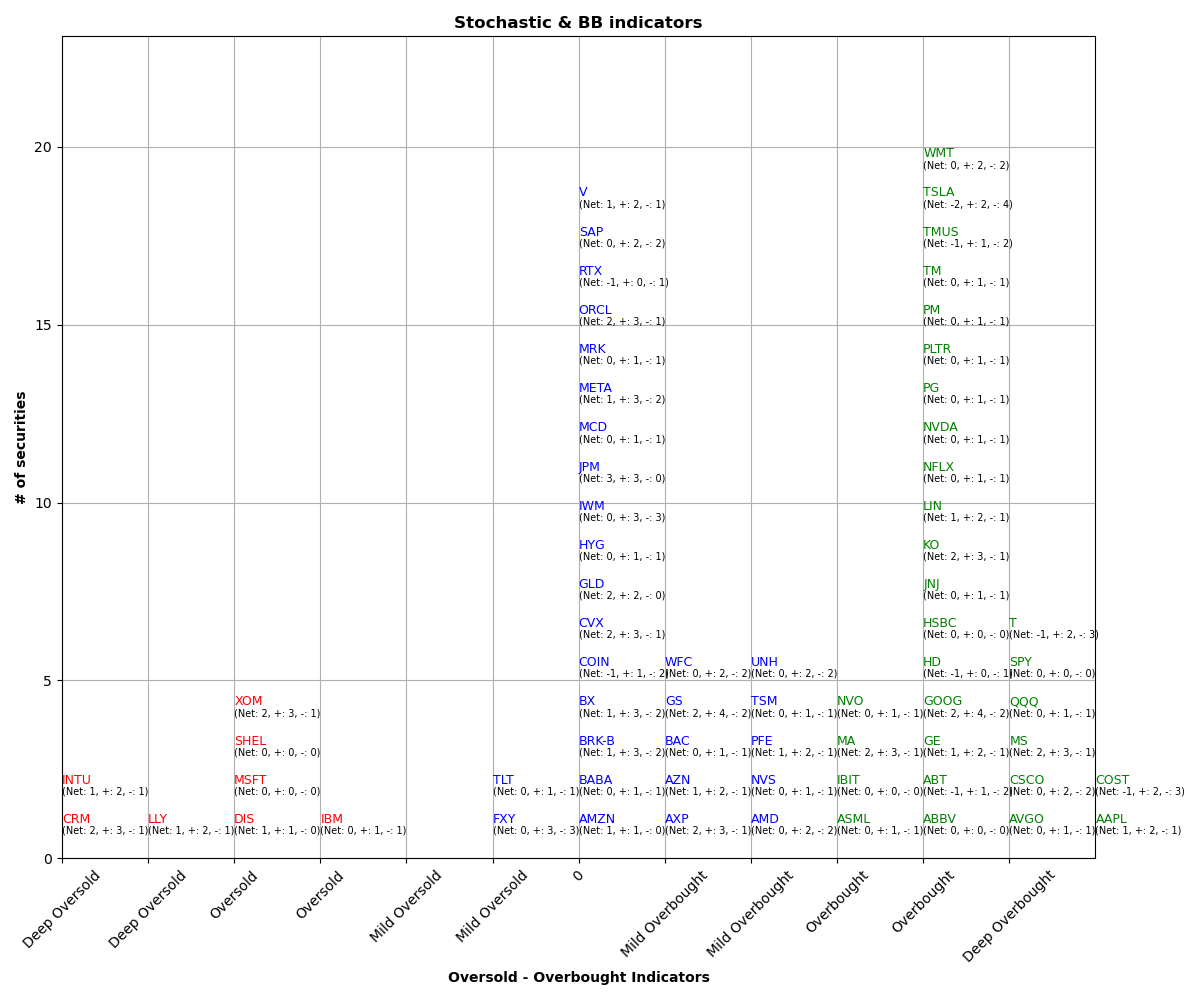 Stochastic & BB indicators
# of securities
20
15
10
5
0
WMT
(Net: 0, +: 2, -: 2)
V
(Net: 1, +: 2, -: 1)
TSLA
(Net: -2, +: 2, -: 4)
SAP
(Net: 0, +: 2, -: 2)
TMUS
(Net: -1, +: 1, -: 2)
RTX
(Net: -1, +: 0, -: 1)
TM
(Net: 0, +: 1, -: 1)
ORCL
(Net: 2, +: 3, -: 1)
PM
(Net: 0, +: 1, -: 1)
MRK
(Net: 0, +: 1, -: 1)
PLTR
(Net: 0, +: 1, -: 1)
META
(Net: 1, +: 3, -: 2)
PG
(Net: 0, +: 1, -: 1)
MCD
(Net: 0, +: 1, -: 1)
NVDA
(Net: 0, +: 1, -: 1)
JPM
(Net: 3, +: 3, -: 0)
NFLX
(Net: 0, +: 1, -: 1)
IWM
(Net: 0, +: 3, -: 3)
LIN
(Net: 1, +: 2, -: 1)
HYG
(Net: 0, +: 1, -: 1)
KO
(Net: 2, +: 3, -: 1)
GLD
(Net: 2, +: 2, -: 0)
JNJ
(Net: 0, +: 1, -: 1)
CVX
(Net: 2, +: 3, -: 1)
HSBC
(Net: 0, +: 0, -: 0)
T
(Net: -1, +: 2, -: 3)
COIN
(Net: -1, +: 1, -: 2)
WFC
(Net: 0, +: 2, -: 2)
UNH
(Net: 0, +: 2, -: 2)
HD
(Net: -1, +: 0, -: 1)
SPY
(Net: 0, +: 0, -: 0)
XOM
(Net: 2, +: 3, -: 1)
BX
(Net: 1, +: 3, -: 2)
GS
(Net: 2, +: 4, -: 2)
TSM
(Net: 0, +: 1, -: 1)
NVO
(Net: 0, +: 1, -: 1)
GOOG
(Net: 2, +: 4, -: 2)
QQQ
(Net: 0, +: 1, -: 1)
SHEL
(Net: 0, +: 0, -: 0)
BRK-B
(Net: 1, +: 3, -: 2)
BAC
(Net: 0, +: 1, -: 1)
PFE
(Net: 1, +: 2, -: 1)
MA
(Net: 2, +: 3, -: 1)
GE
(Net: 1, +: 2, -: 1)
MS
(Net: 2, +: 3, -: 1)
INTU
(Net: 1, +: 2, -: 1)
MSFT
(Net: 0, +: 0, -: 0)
TLT
(Net: 0, +: 1, -: 1)
BABA
(Net: 0, +: 1, -: 1)
AZN
(Net: 1, +: 2, -: 1)
NVS
(Net: 0, +: 1, -: 1)
IBIT
(Net: 0, +: 0, -: 0)
ABT
(Net: -1, +: 1, -: 2)
CSCO
(Net: 0, +: 2, -: 2)
COST
(Net: -1, +: 2, -: 3)
CRM
(Net: 2, +: 3, -: 1)
LLY
(Net: 1, +: 2, -: 1)
DIS
(Net: 1, +: 1, -: 0)
IBM
(Net: 0, +: 1, -: 1)
FXY
(Net: 0, +: 3, -: 3)
AMZN
(Net: 1, +: 1, -: 0)
AXP
(Net: 2, +: 3, -: 1)
AMD
(Net: 0, +: 2, -: 2)
ASML
(Net: 0, +: 1, -: 1)
ABBV
(Net: 0, +: 0, -: 0)
AVGO
(Net: 0, +: 1, -: 1)
AAPL
(Net: 1, +: 2, -: 1)
Deep Oversold
Deep Oversold
Oversold
Oversold
Mild Oversold
Mild Oversold
0
Mild Overbought
Mild Overbought
Overbought
Overbought
Deep Overbought
Oversold - Overbought Indicators